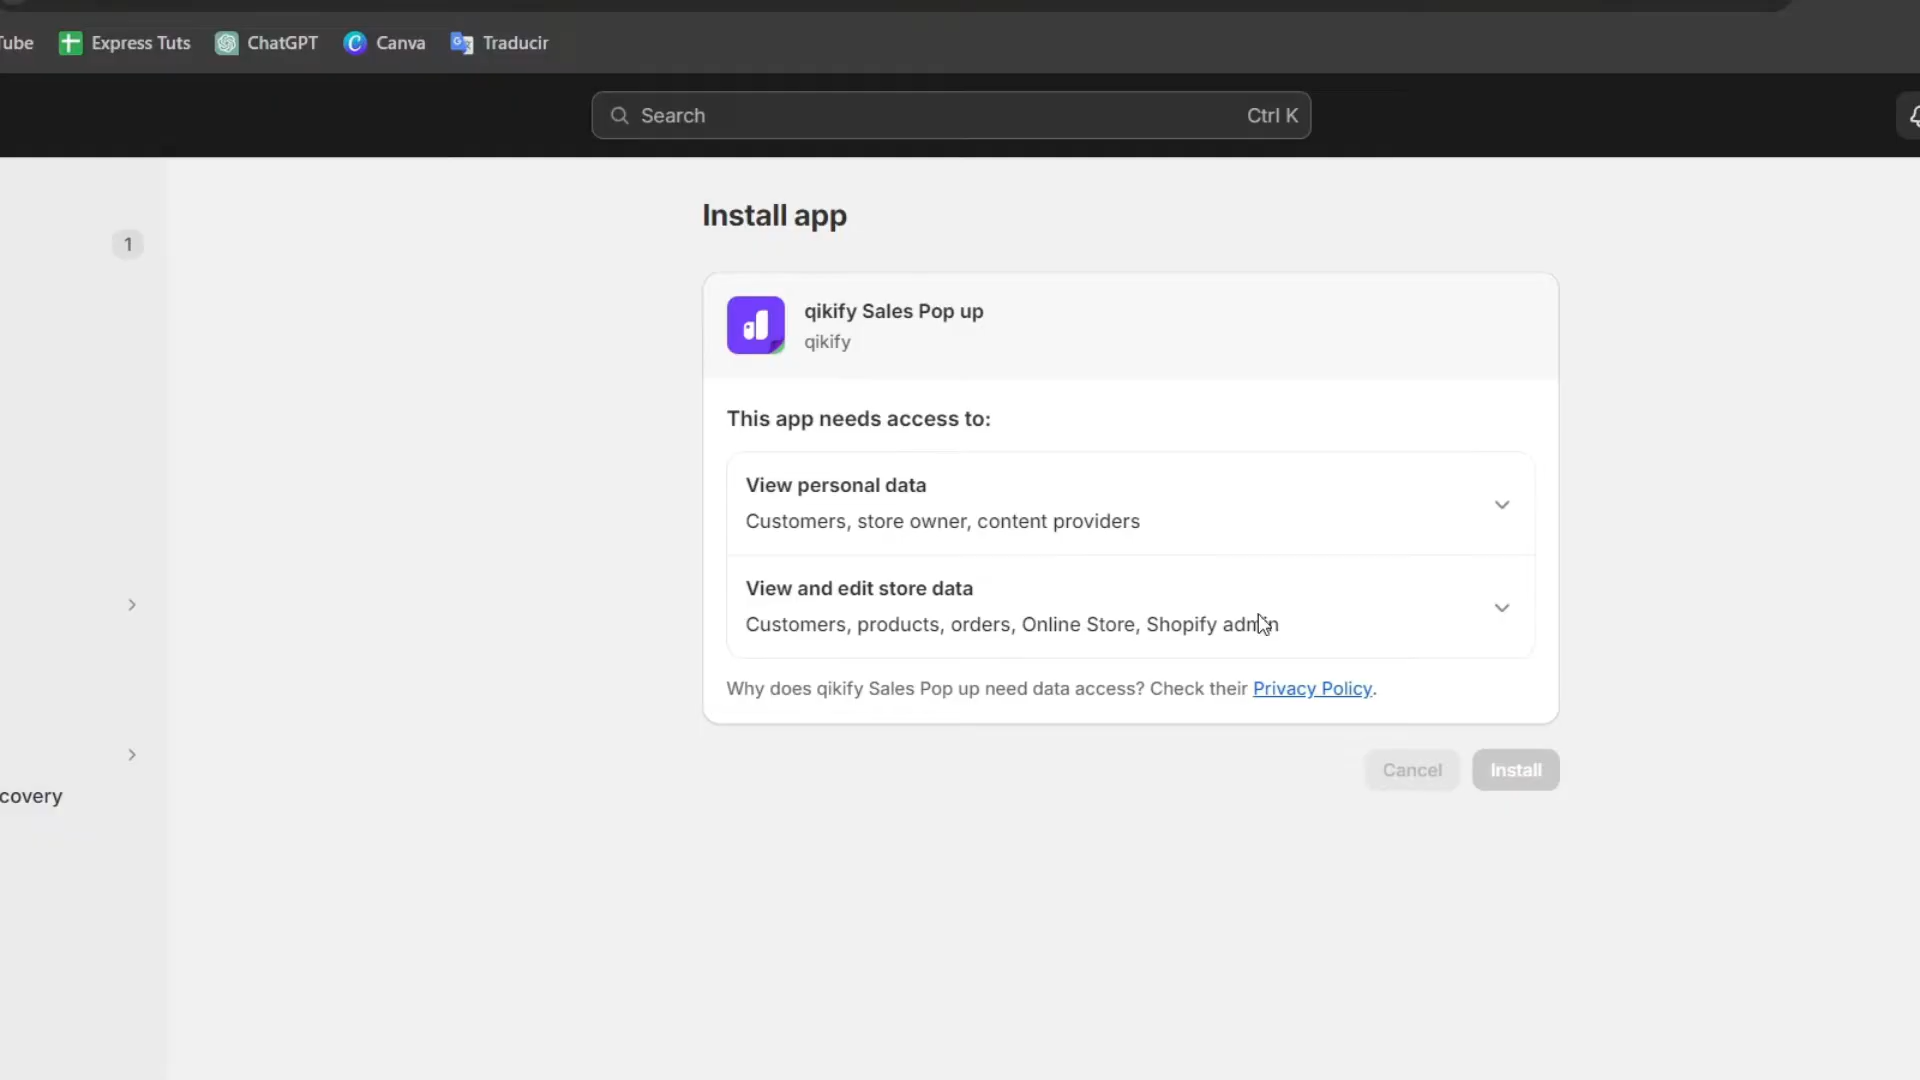 Tube
Express Tuts
ChatGPT
Canva
Traducir
Search
Ctrl K
1
covery
Install app
qikify Sales Pop up
qikify
This app needs access to:
View personal data
Customers, store owner, content providers
View and edit store data
Customers, products, orders, Online Store, Shopify admin
Why does qikify Sales Pop up need data access? Check their Privacy Policy.
Cancel
Install